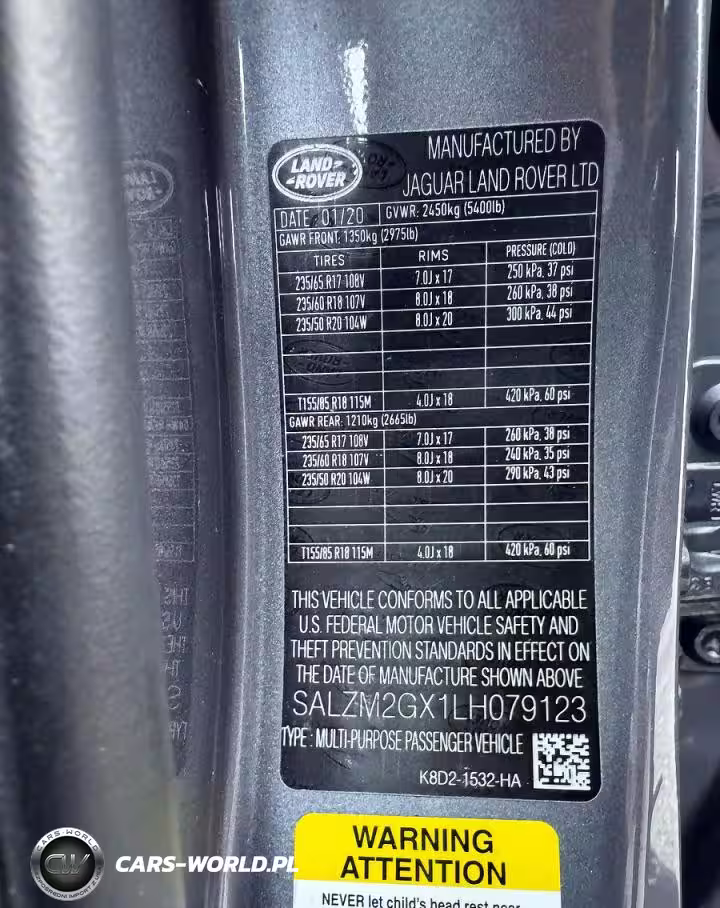 LAND-
-ROVER
MANUFACTURED BY
JAGUAR LAND ROVER LTD
DATE 01/20 GVWR: 2450kg (5400lb)
GAWR FRONT: 1350kg (2975lb)
TIRES RIMS PRESSURE (COLD)
235/65 R17 108V 7.0J x 17 250 kPa, 37 psi
235/60 R18 107V 8.0J x 18 260 kPa, 38 psi
235/50 R20 104W 8.0J x 20 300 kPa, 44 psi
T155/85 R18 115M 4.0J x 18 420 kPa, 60 psi
GAWR REAR: 1210kg (2665lb)
235/65 R17 108V 7.0J x 17 260 kPa, 38 psi
235/60 R18 107V 8.0J x 18 240 kPa, 35 psi
235/50 R20 104W 8.0J x 20 290 kPa, 43 psi
T155/85 R18 115M 4.0J x 18 420 kPa, 60 psi
THIS VEHICLE CONFORMS TO ALL APPLICABLE
U.S. FEDERAL MOTOR VEHICLE SAFETY AND
THEFT PREVENTION STANDARDS IN EFFECT ON
THE DATE OF MANUFACTURE SHOWN ABOVE
SALZM2GX1LH079123
TYPE : MULTI-PURPOSE PASSENGER VEHICLE
K8D2-1532-HA
WARNING
ATTENTION
NEVER let child's head rest near
CARS-WORLD
CW
CARS-WORLD.PL